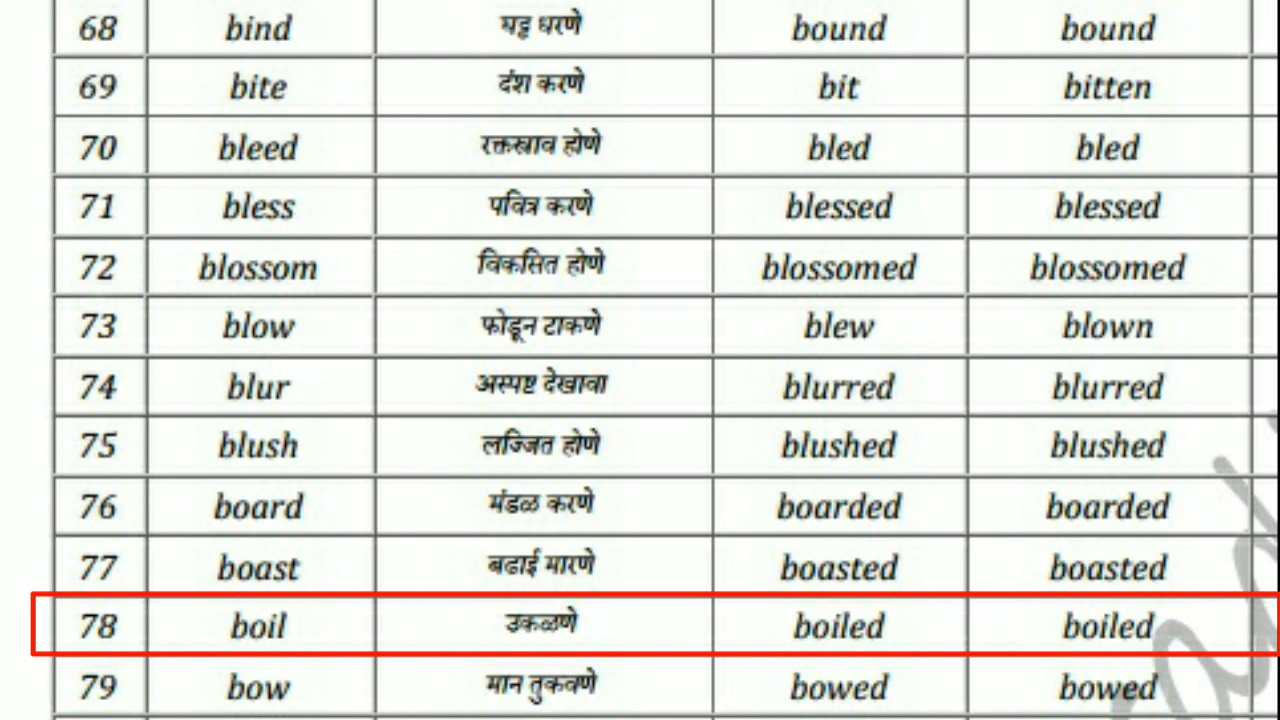 68 bind घट्ट धरणे bound bound
69 bite दंश करणे bit bitten
70 bleed रक्तस्त्राव होणे bled bled
71 bless पवित्र करणे blessed blessed
72 blossom विकसित होणे blossomed blossomed
73 blow फोडून टाकणे blew blown
74 blur अस्पष्ट देखावा blurred blurred
75 blush लज्जित होणे blushed blushed
76 board मंडळ करणे boarded boarded
77 boast बढाई मारणे boasted boasted
78 boil उकळणे boiled boiled
79 bow मान तुकवणे bowed bowed